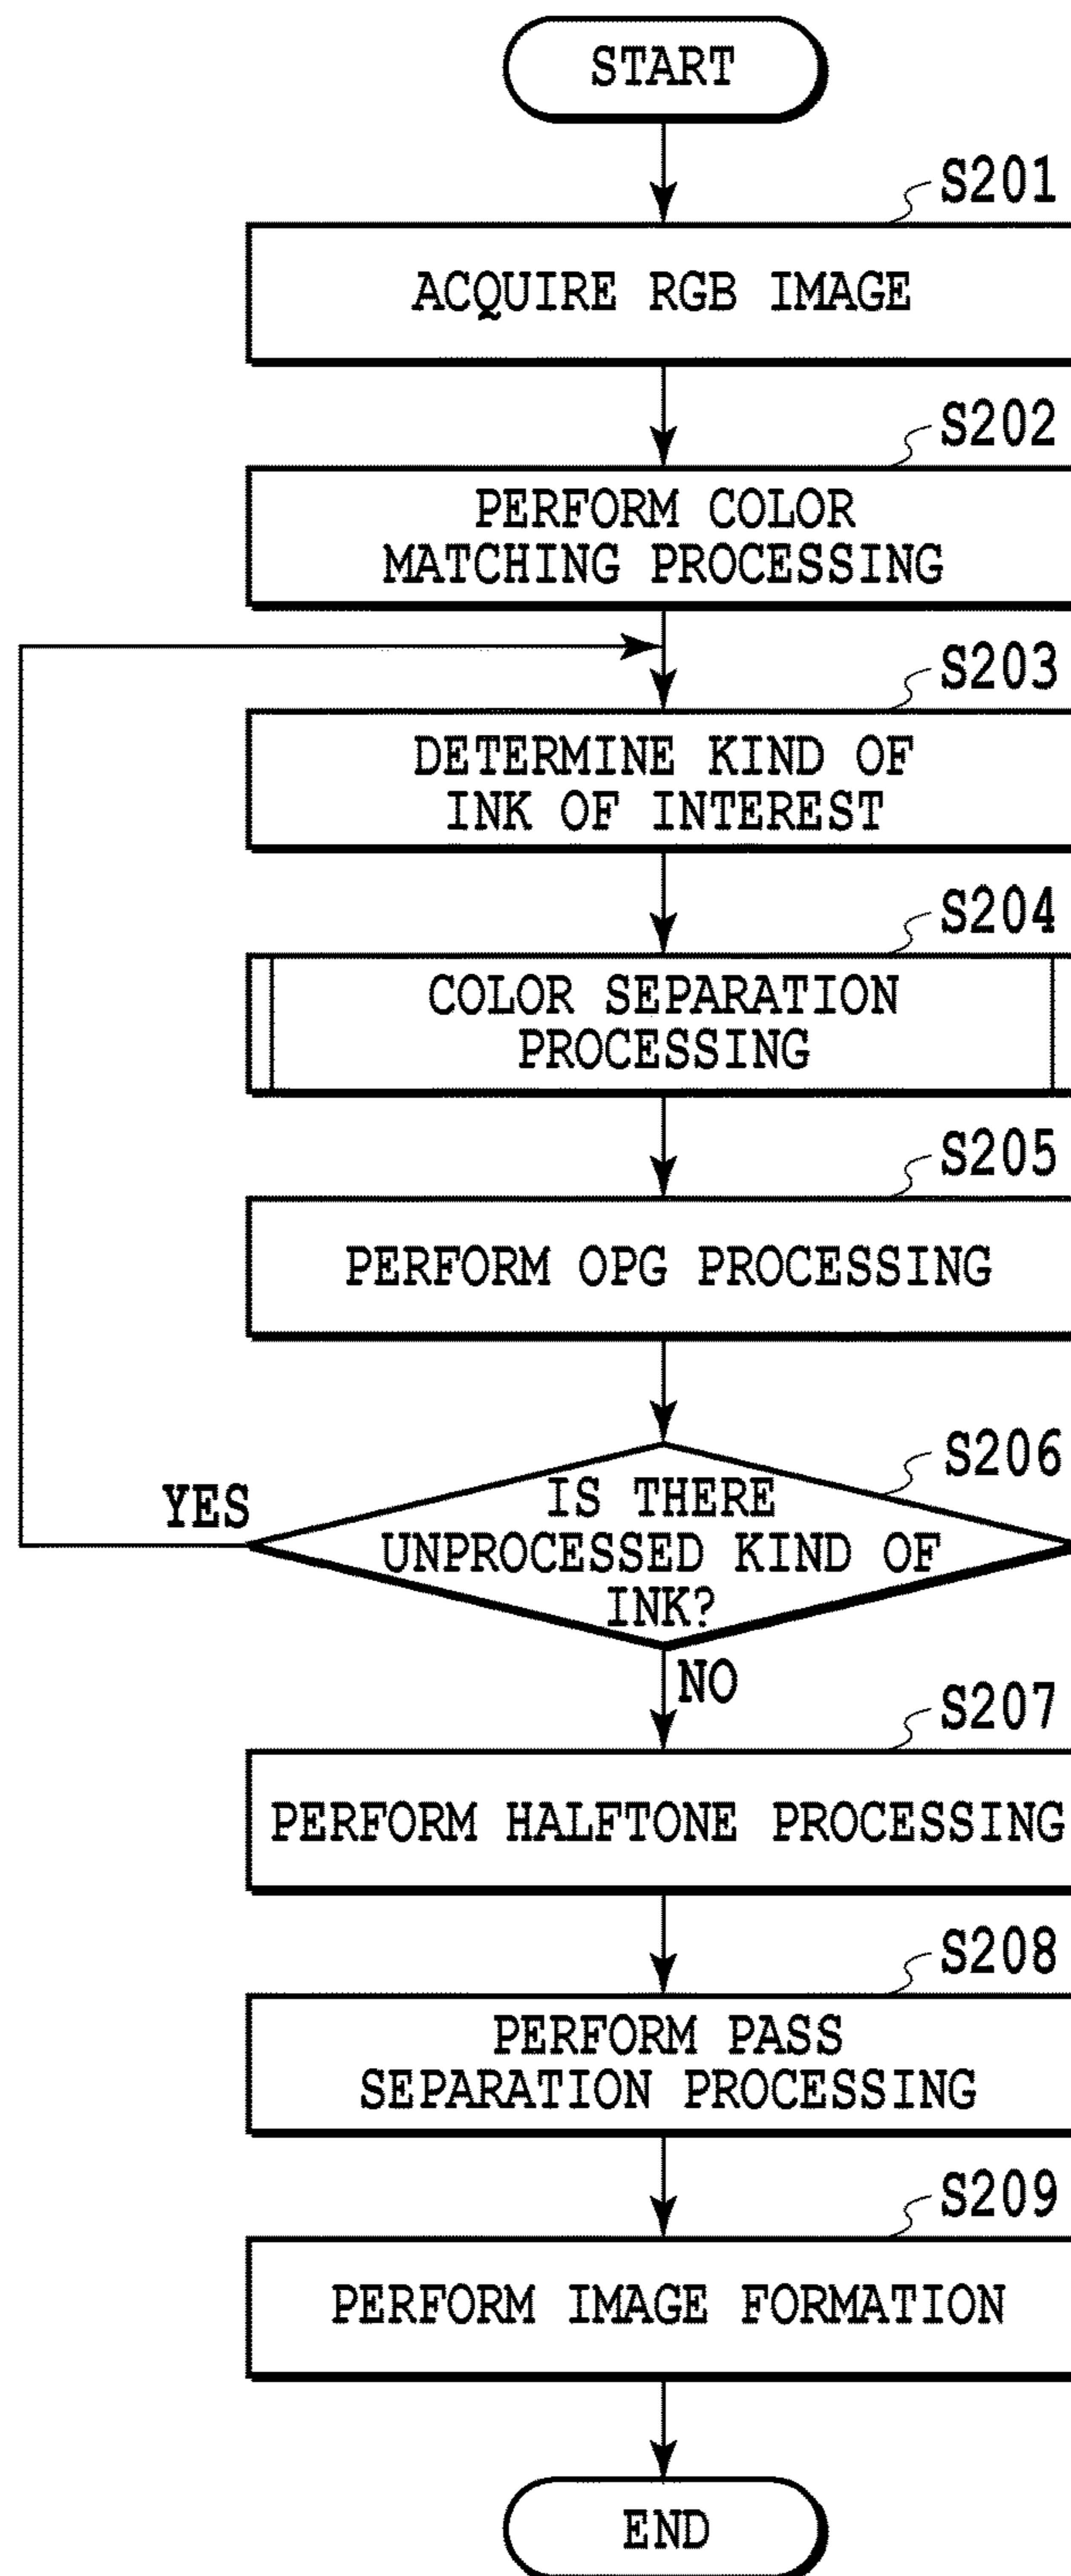 START
S201
ACQUIRE RGB IMAGE
S202
PERFORM COLOR
MATCHING PROCESSING
S203
DETERMINE KIND OF
INK OF INTEREST
S204
COLOR SEPARATION
PROCESSING
S205
PERFORM OPG PROCESSING
S206
IS THERE
UNPROCESSED KIND OF
INK?
YES
NO
S207
PERFORM HALFTONE PROCESSING
S208
PERFORM PASS
SEPARATION PROCESSING
S209
PERFORM IMAGE FORMATION
END